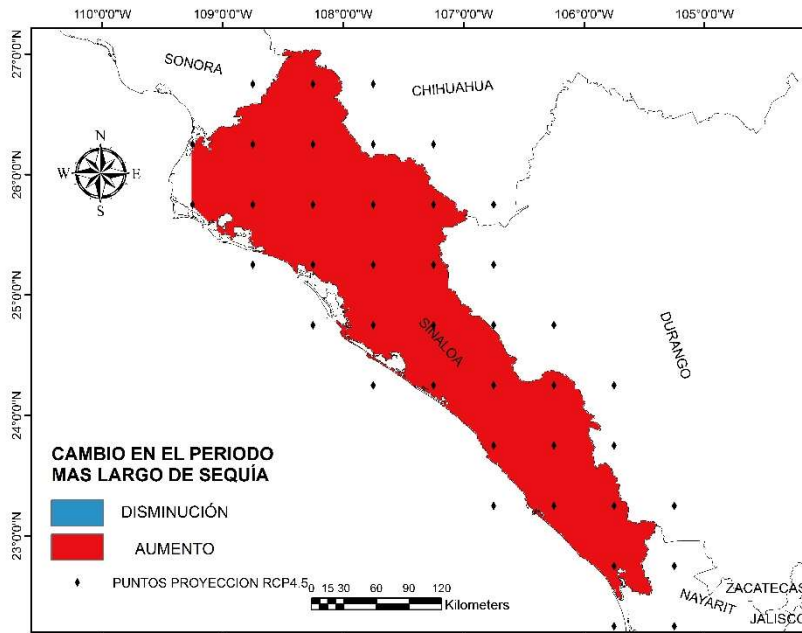 110°0'0"W 109°0'0"W 108°0'0"W 107°0'0"W 106°0'0"W 105°0'0"W
27°0'0"N
26°0'0"N
25°0'0"N
24°0'0"N
23°0'0"N
SONORA
CHIHUAHUA
N
W E
S
SINALOA
DURANGO
CAMBIO EN EL PERIODO
MAS LARGO DE SEQUÍA
DISMINUCIÓN
AUMENTO
PUNTOS PROYECCION RCP4.5
0 15 30 60 90 120
Kilometers
ZACATECAS
NAYARIT
JALISCO